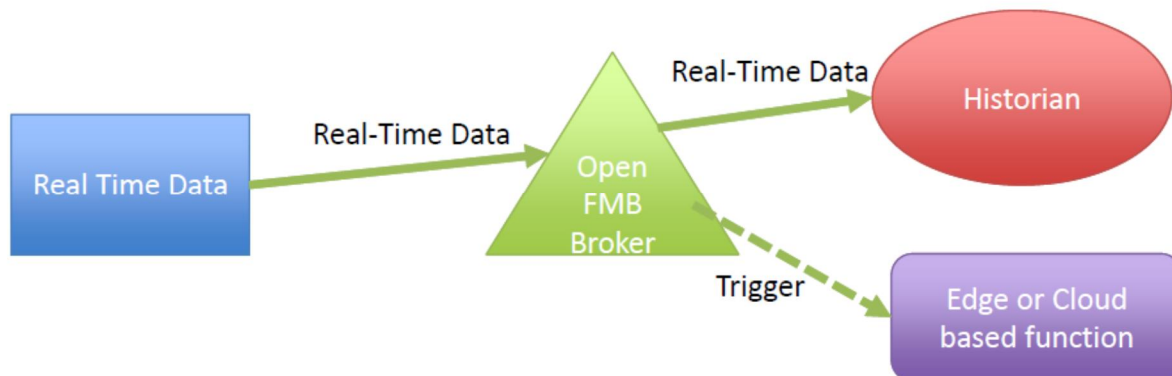 Real Time Data
Real-Time Data
Open
FMB
Broker
Real-Time Data
Historian
Trigger
Edge or Cloud
based function